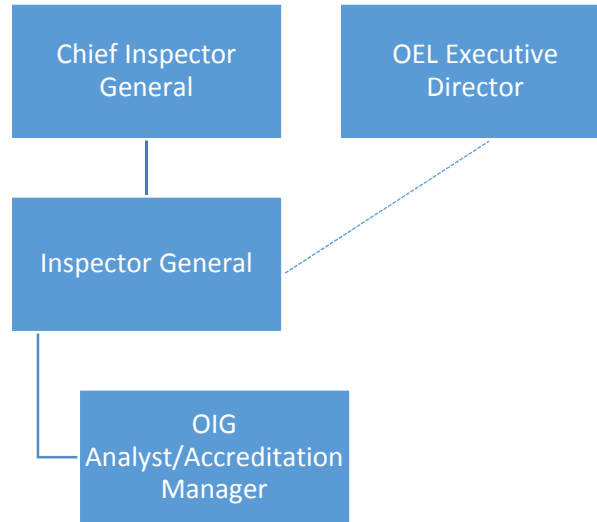 Chief Inspector
General
OEL Executive
Director
Inspector General
OIG
Analyst/Accreditation
Manager